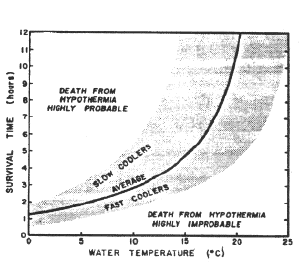 12
11
10
9
8
7
6
5
4
3
2
1
0
SURVIVAL TIME (hours)
DEATH FROM
HYPOTHERMIA
HIGHLY PROBABLE
SLOW COOLERS
AVERAGE
FAST COOLERS
DEATH FROM HYPOTHERMIA
HIGHLY IMPROBABLE
0 5 10 15 20 25
WATER TEMPERATURE (°C)